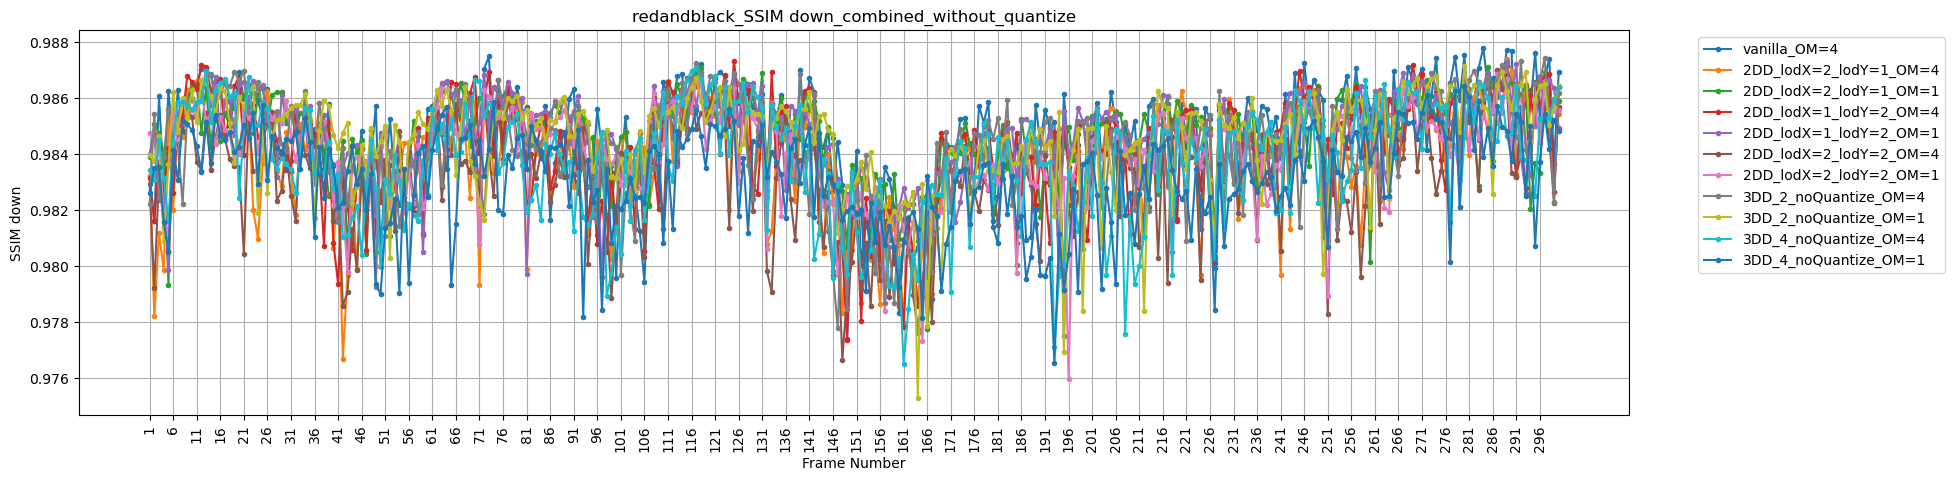 redandblack_SSIM down_combined_without_quantize
SSIM down
0.988
0.986
0.984
0.982
0.980
0.978
0.976
1 6 11 16 21 26 31 36 41 46 51 56 61 66 71 76 81 86 91 96 101 106 111 116 121 126 131 136 141 146 151 156 161 166 171 176 181 186 191 196 201 206 211 216 221 226 231 236 241 246 251 256 261 266 271 276 281 286 291 296
Frame Number
vanilla_OM=4
2DD_lodX=2_lodY=1_OM=4
2DD_lodX=2_lodY=1_OM=1
2DD_lodX=1_lodY=2_OM=4
2DD_lodX=1_lodY=2_OM=1
2DD_lodX=2_lodY=2_OM=4
2DD_lodX=2_lodY=2_OM=1
3DD_2_noQuantize_OM=4
3DD_2_noQuantize_OM=1
3DD_4_noQuantize_OM=4
3DD_4_noQuantize_OM=1